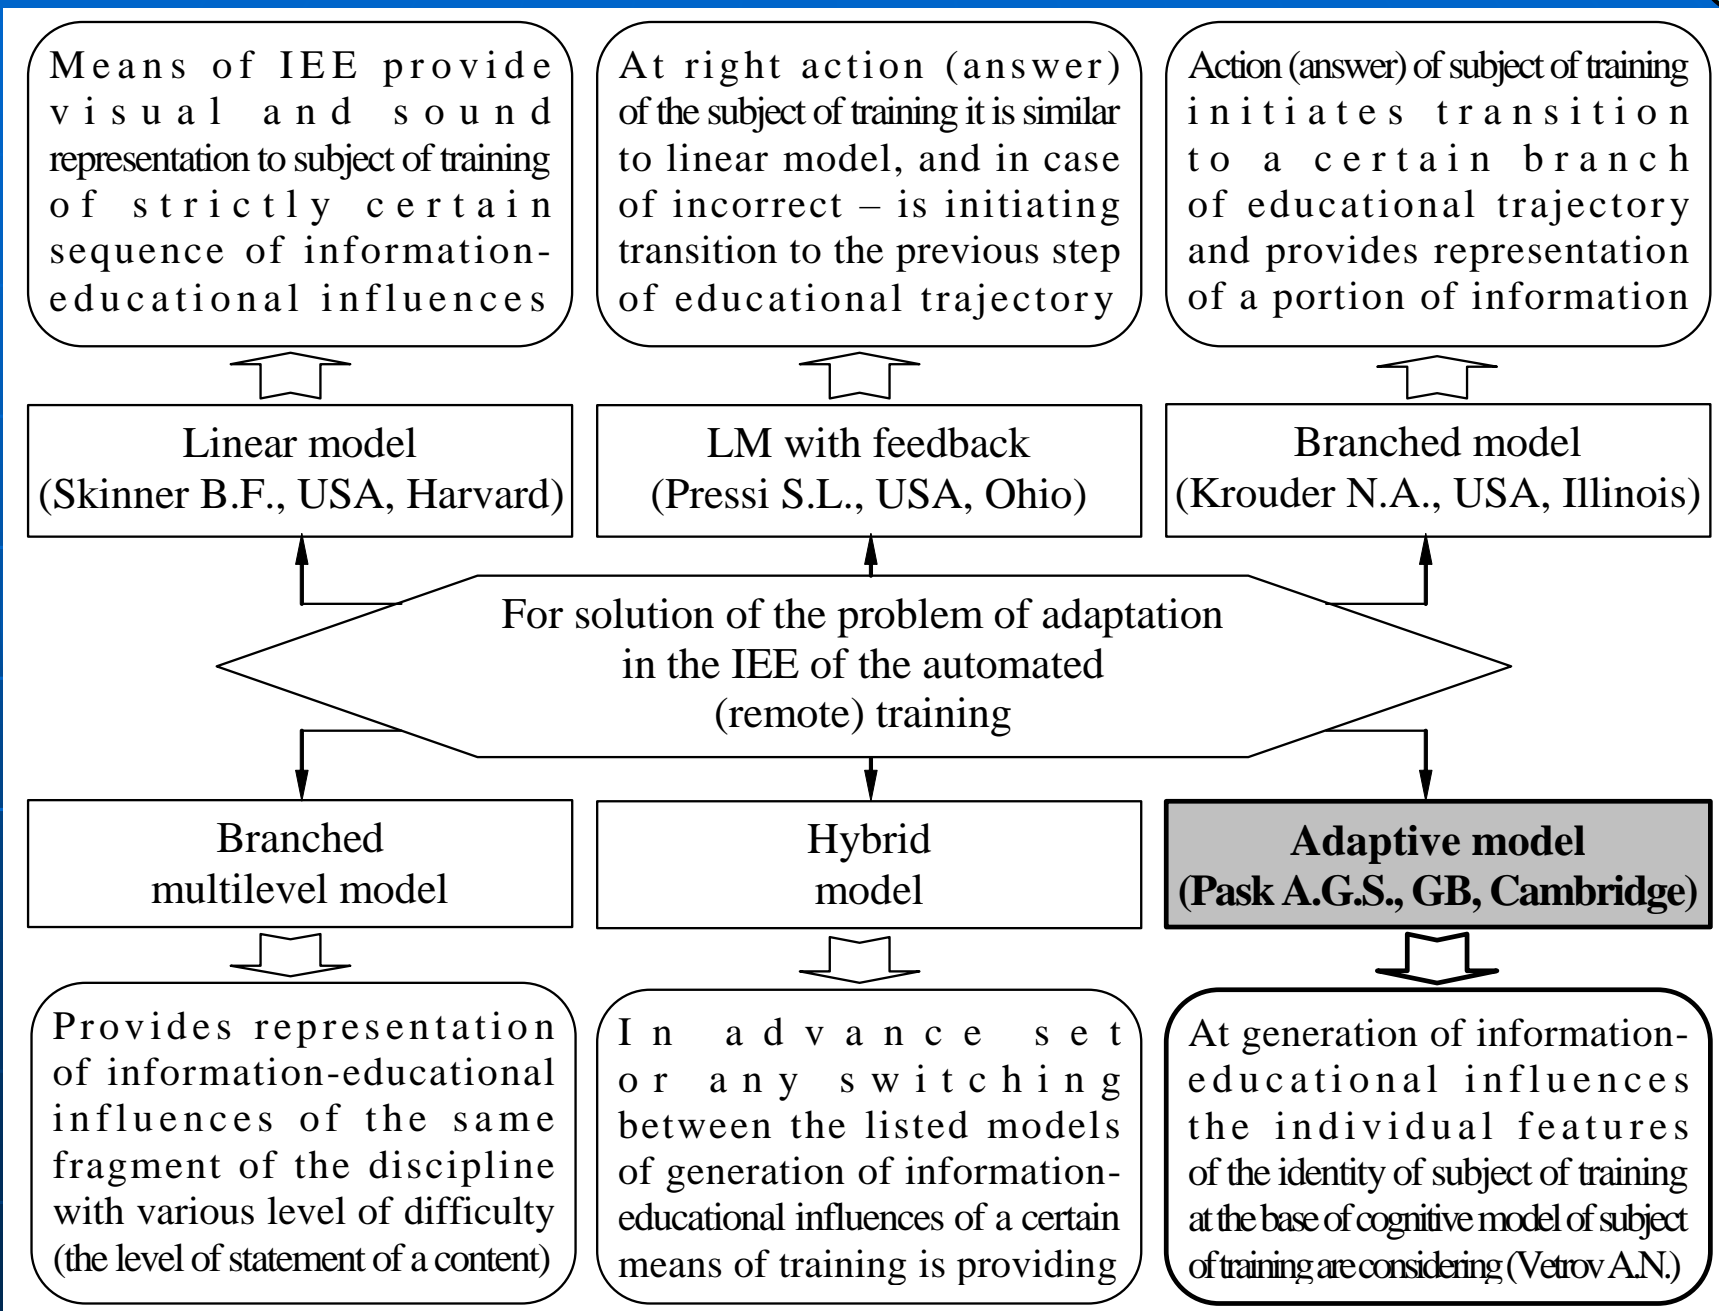 Means of IEE provide
visual and sound
representation to subject of training
of strictly certain
sequence of information-
educational influences
At right action (answer)
of the subject of training it is similar
to linear model, and in case
of incorrect – is initiating
transition to the previous step
of educational trajectory
Action (answer) of subject of training
initiates transition
to a certain branch
of educational trajectory
and provides representation
of a portion of information
Linear model
(Skinner B.F., USA, Harvard)
LM with feedback
(Pressi S.L., USA, Ohio)
Branched model
(Krouder N.A., USA, Illinois)
For solution of the problem of adaptation
in the IEE of the automated
(remote) training
Branched
multilevel model
Hybrid
model
Adaptive model
(Pask A.G.S., GB, Cambridge)
Provides representation
of information-educational
influences of the same
fragment of the discipline
with various level of difficulty
(the level of statement of a content)
In advance set
or any switching
between the listed models
of generation of information-
educational influences of a certain
means of training is providing
At generation of information-
educational influences
the individual features
of the identity of subject of training
at the base of cognitive model of subject
of training are considering (Vetrov A.N.)